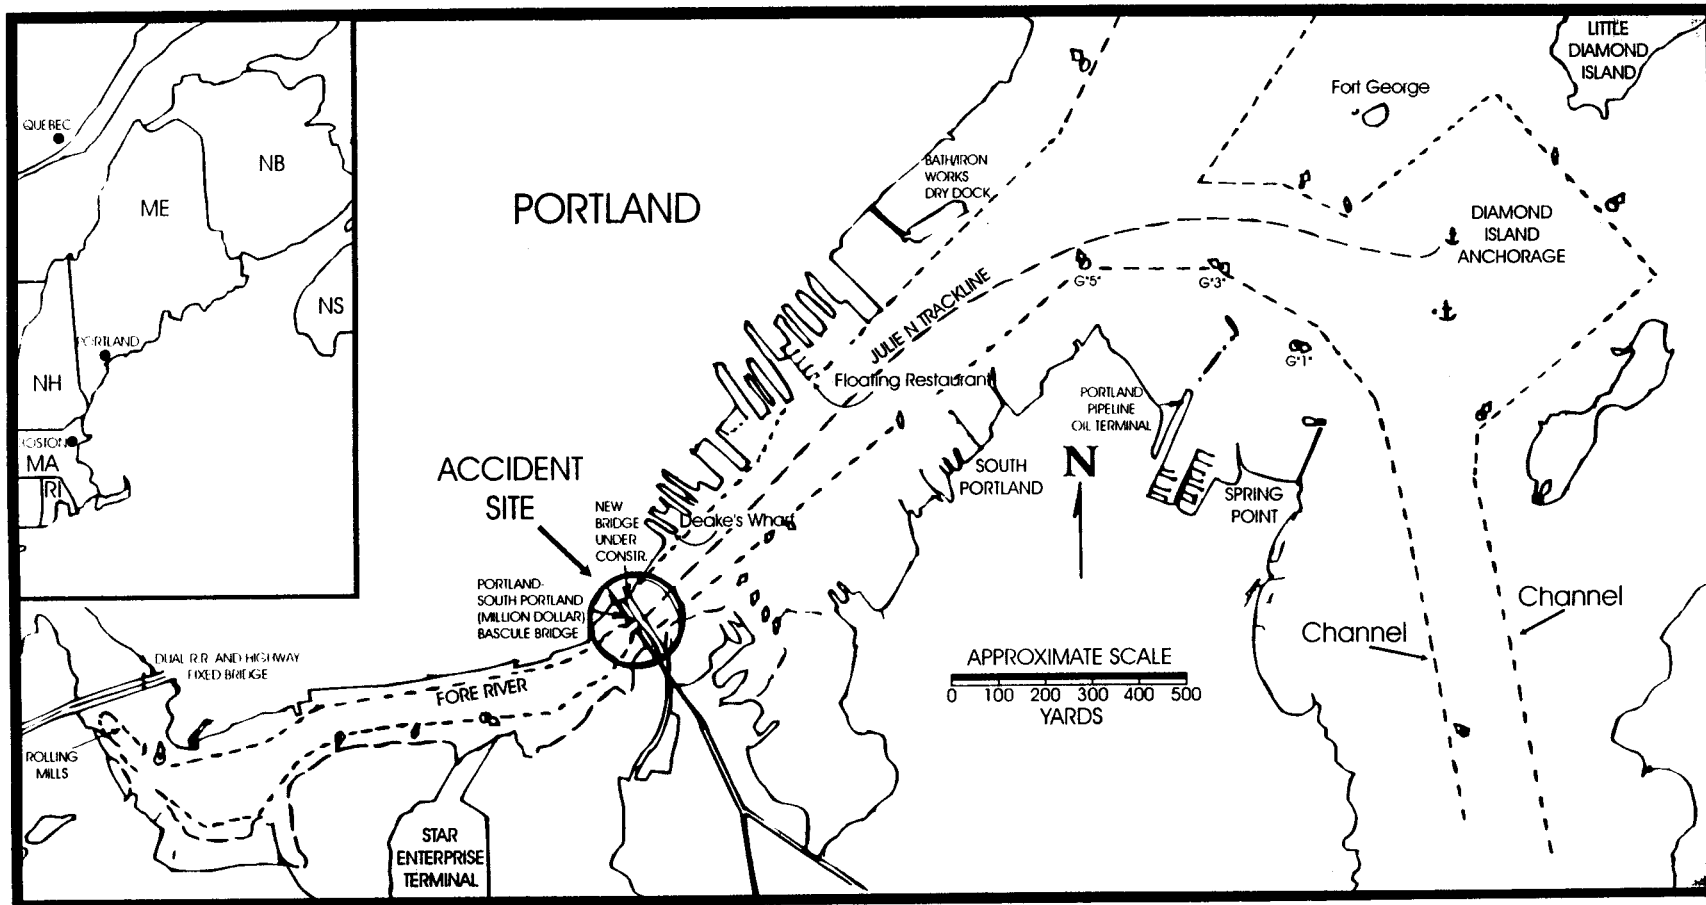 QUEBEC
NB
ME
NS
PORTLAND
NH
BOSTON
MA
RI
PORTLAND
BATH IRON
WORKS
DRY DOCK
Fort George
LITTLE
DIAMOND
ISLAND
DIAMOND
ISLAND
ANCHORAGE
G"5"
G"3"
G"1"
JULIE N TRACKLINE
Floating Restaurant
PORTLAND
PIPELINE
OIL TERMINAL
SOUTH
PORTLAND
N
SPRING
POINT
ACCIDENT
SITE
NEW
BRIDGE
UNDER
CONSTR.
Deake's Wharf
PORTLAND-
SOUTH PORTLAND
(MILLION DOLLAR)
BASCULE BRIDGE
DUAL R.R. AND HIGHWAY
FIXED BRIDGE
FORE RIVER
ROLLING
MILLS
STAR
ENTERPRISE
TERMINAL
APPROXIMATE SCALE
0 100 200 300 400 500
YARDS
Channel
Channel